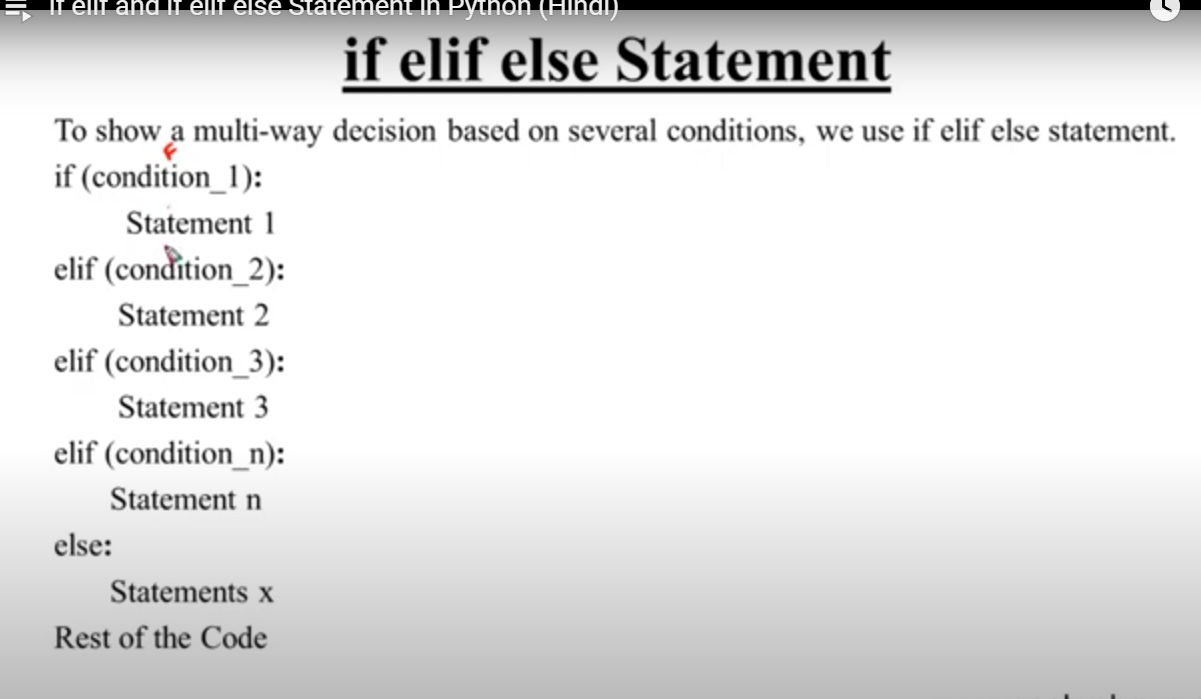 If elif and If elif else Statement in Python (Hindi)
if elif else Statement
To show a multi-way decision based on several conditions, we use if elif else statement.
F
if (condition_1):
Statement 1
elif (condition_2):
Statement 2
elif (condition_3):
Statement 3
elif (condition_n):
Statement n
else:
Statements x
Rest of the Code